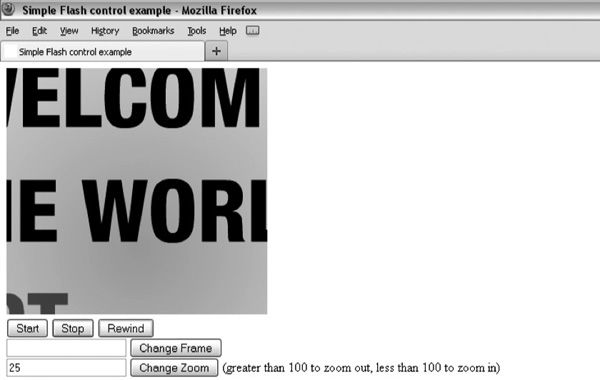 Simple Flash control example - Mozilla Firefox
File Edit View History Bookmarks Tools Help
Simple Flash control example +
WELCOM
HE WORL
Start Stop Rewind
Change Frame
25 Change Zoom (greater than 100 to zoom out, less than 100 to zoom in)